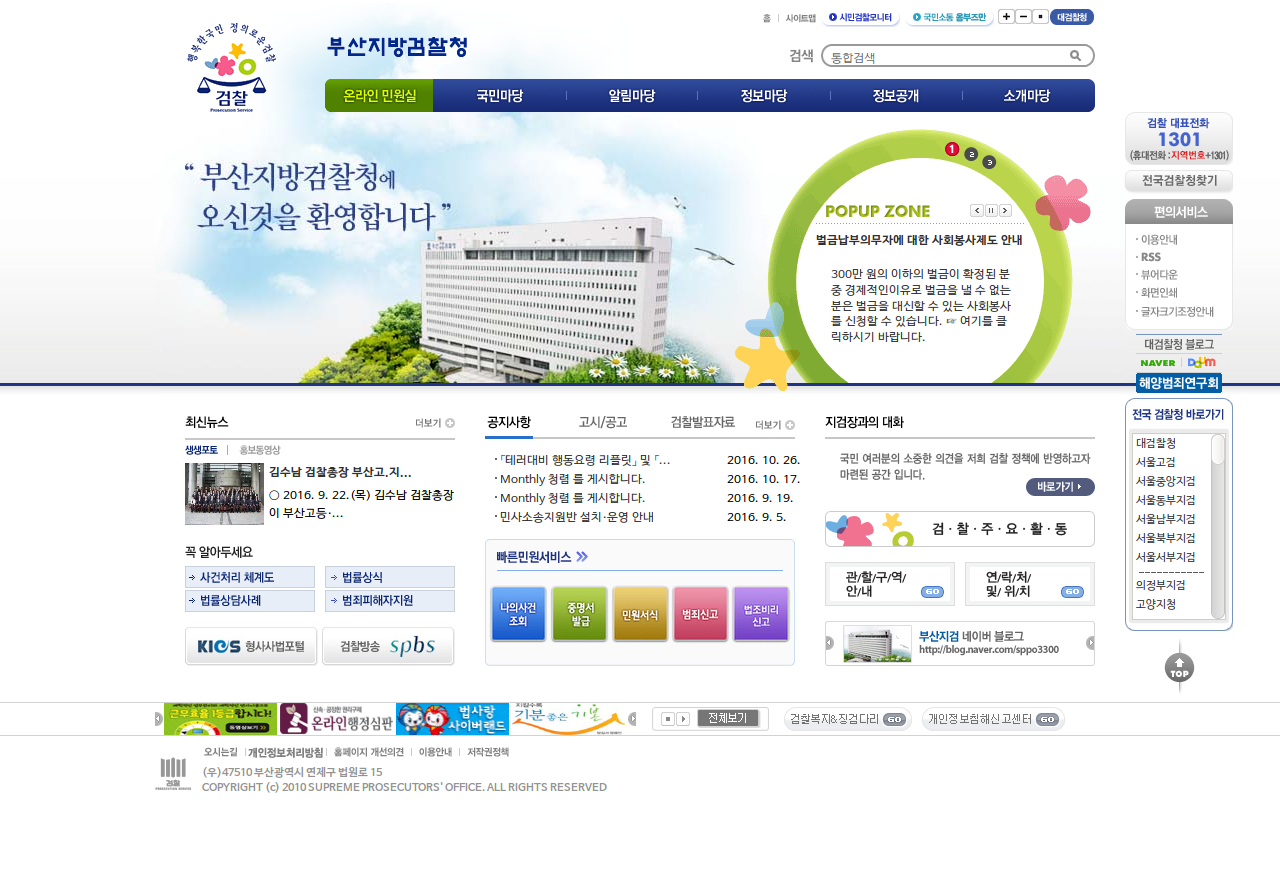 홈 | 사이트맵 시민검찰모니터 국민소통 옴부즈만 대검찰청
행복한국민 정의로운검찰
검찰
Prosecution Service
부산지방검찰청
검색 통합검색
온라인 민원실 국민마당 알림마당 정보마당 정보공개 소개마당
“ 부산지방검찰청에
오신것을 환영합니다 ”
1 2 3
POPUP ZONE
벌금납부의무자에 대한 사회봉사제도 안내
300만 원의 이하의 벌금이 확정된 분
중 경제적인이유로 벌금을 낼 수 없는
분은 벌금을 대신할 수 있는 사회봉사
를 신청할 수 있습니다. ☞ 여기를 클
릭하시기 바랍니다.
검찰 대표전화
1301
(휴대전화 :지역번호+1301)
전국검찰청찾기
편의서비스
· 이용안내
· RSS
· 뷰어다운
· 화면인쇄
· 글자크기조정안내
대검찰청 블로그
NAVER | Daum
해양범죄연구회
전국 검찰청 바로가기
대검찰청
서울고검
서울중앙지검
서울동부지검
서울남부지검
서울북부지검
서울서부지검
------------
의정부지검
고양지청
TOP
최신뉴스 더보기
생생포토 | 홍보동영상
김수남 검찰총장 부산고.지...
○ 2016. 9. 22.(목) 김수남 검찰총장
이 부산고등·...
꼭 알아두세요
사건처리 체계도 법률상식
법률상담사례 범죄피해자지원
KICS 형사사법포털 검찰방송 spbs
공지사항 고시/공고 검찰발표자료 더보기
· 「테러대비 행동요령 리플릿」 및 「... 2016. 10. 26.
· Monthly 청렴 를 게시합니다. 2016. 10. 17.
· Monthly 청렴 를 게시합니다. 2016. 9. 19.
· 민사소송지원반 설치·운영 안내 2016. 9. 5.
빠른민원서비스
나의사건
조회
증명서
발급
민원서식
범죄신고
법조비리
신고
지검장과의 대화
국민 여러분의 소중한 의견을 저희 검찰 정책에 반영하고자
마련된 공간 입니다.
바로가기
검·찰·주·요·활·동
관/할/구/역/
안/내 GO
연/락/처/
및/ 위/치 GO
부산지검 네이버 블로그
http://blog.naver.com/sppo3300
근무효율 1등급 합시다!
신속·공정한 권리구제
온라인행정심판
법사랑
사이버랜드
기분좋은 기본
전체보기
검찰복지&징검다리 GO
개인정보침해신고센터 GO
오시는길 | 개인정보처리방침 | 홈페이지 개선의견 | 이용안내 | 저작권정책
검찰
PROSECUTION SERVICE
(우)47510 부산광역시 연제구 법원로 15
COPYRIGHT (c) 2010 SUPREME PROSECUTORS' OFFICE. ALL RIGHTS RESERVED